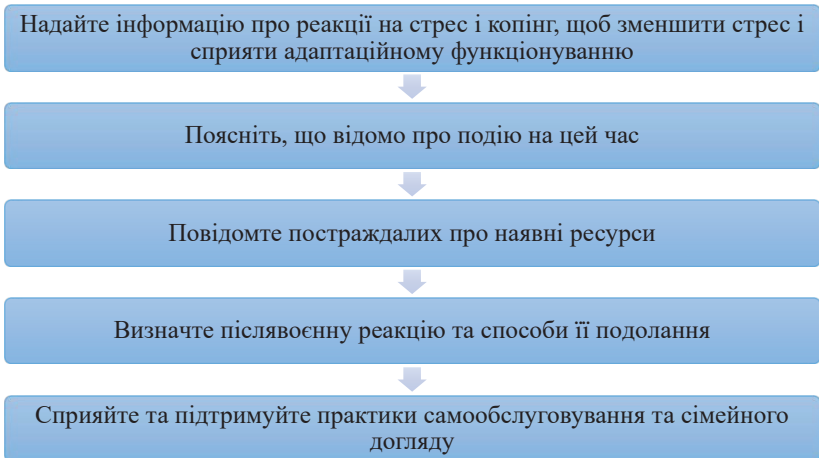 Надайте інформацію про реакції на стрес і копінг, щоб зменшити стрес і
сприяти адаптаційному функціонуванню
Поясніть, що відомо про подію на цей час
Повідомте постраждалих про наявні ресурси
Визначте післявоєнну реакцію та способи її подолання
Сприяйте та підтримуйте практики самообслуговування та сімейного
догляду